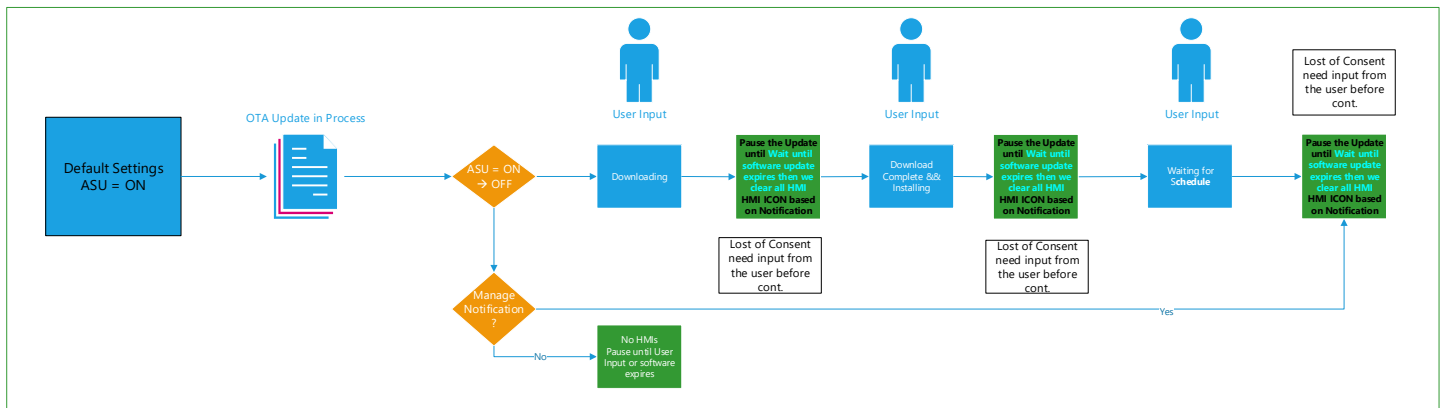 User Input
User Input
User Input
Lost of Consent
need input from
the user before
cont.
OTA Update in Process
Default Settings
ASU = ON
ASU = ON
→ OFF
Downloading
Pause the Update
until Wait until
software update
expires then we
clear all HMI
HMI ICON based
on Notification
Download
Complete &&
Installing
Pause the Update
until Wait until
software update
expires then we
clear all HMI
HMI ICON based
on Notification
Waiting for
Schedule
Pause the Update
until Wait until
software update
expires then we
clear all HMI
HMI ICON based
on Notification
Lost of Consent
need input from
the user before
cont.
Lost of Consent
need input from
the user before
cont.
Manage
Notification
?
Yes
No
No HMIs
Pause until User
Input or software
expires